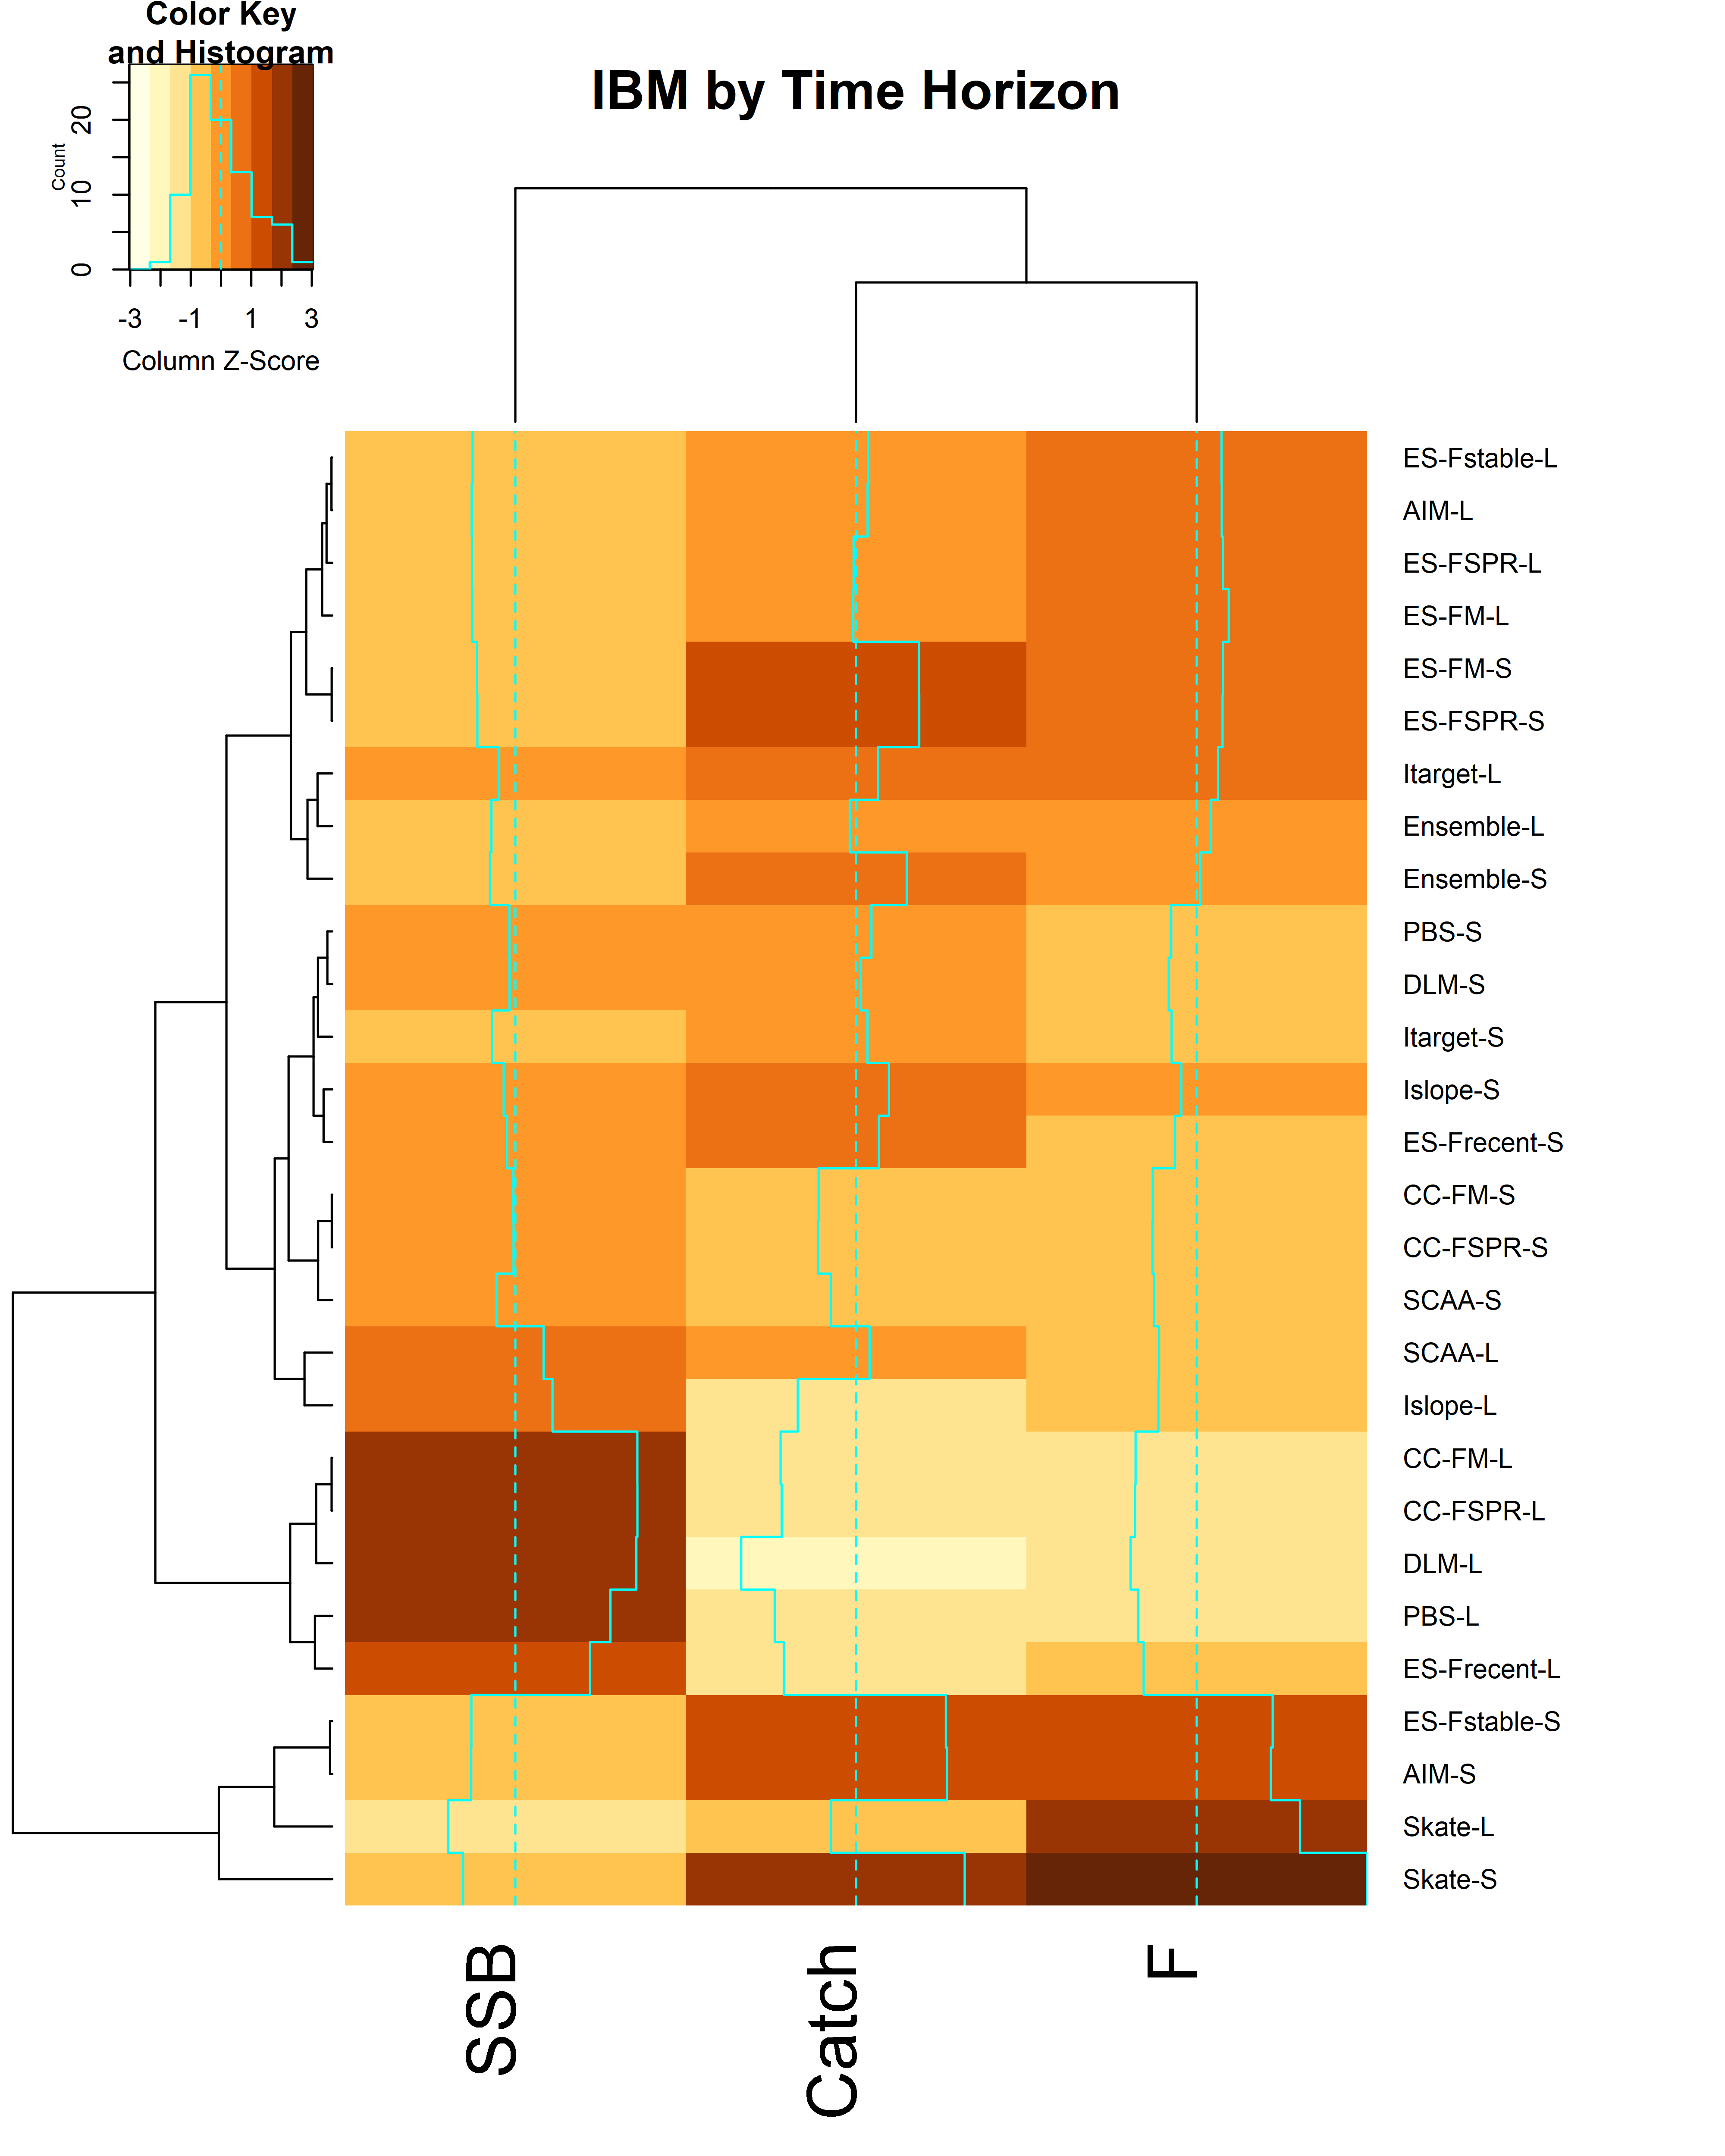 Color Key
and Histogram
IBM by Time Horizon
Count
0 10 20
-3 -1 1 3
Column Z-Score
ES-Fstable-L
AIM-L
ES-FSPR-L
ES-FM-L
ES-FM-S
ES-FSPR-S
Itarget-L
Ensemble-L
Ensemble-S
PBS-S
DLM-S
Itarget-S
Islope-S
ES-Frecent-S
CC-FM-S
CC-FSPR-S
SCAA-S
SCAA-L
Islope-L
CC-FM-L
CC-FSPR-L
DLM-L
PBS-L
ES-Frecent-L
ES-Fstable-S
AIM-S
Skate-L
Skate-S
SSB
Catch
F